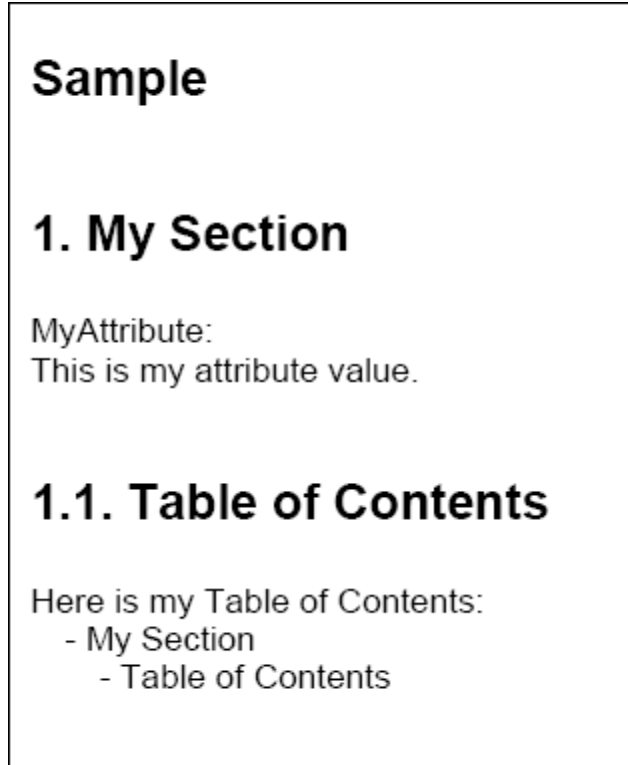 Sample
1. My Section
MyAttribute:
This is my attribute value.
1.1. Table of Contents
Here is my Table of Contents:
- My Section
- Table of Contents